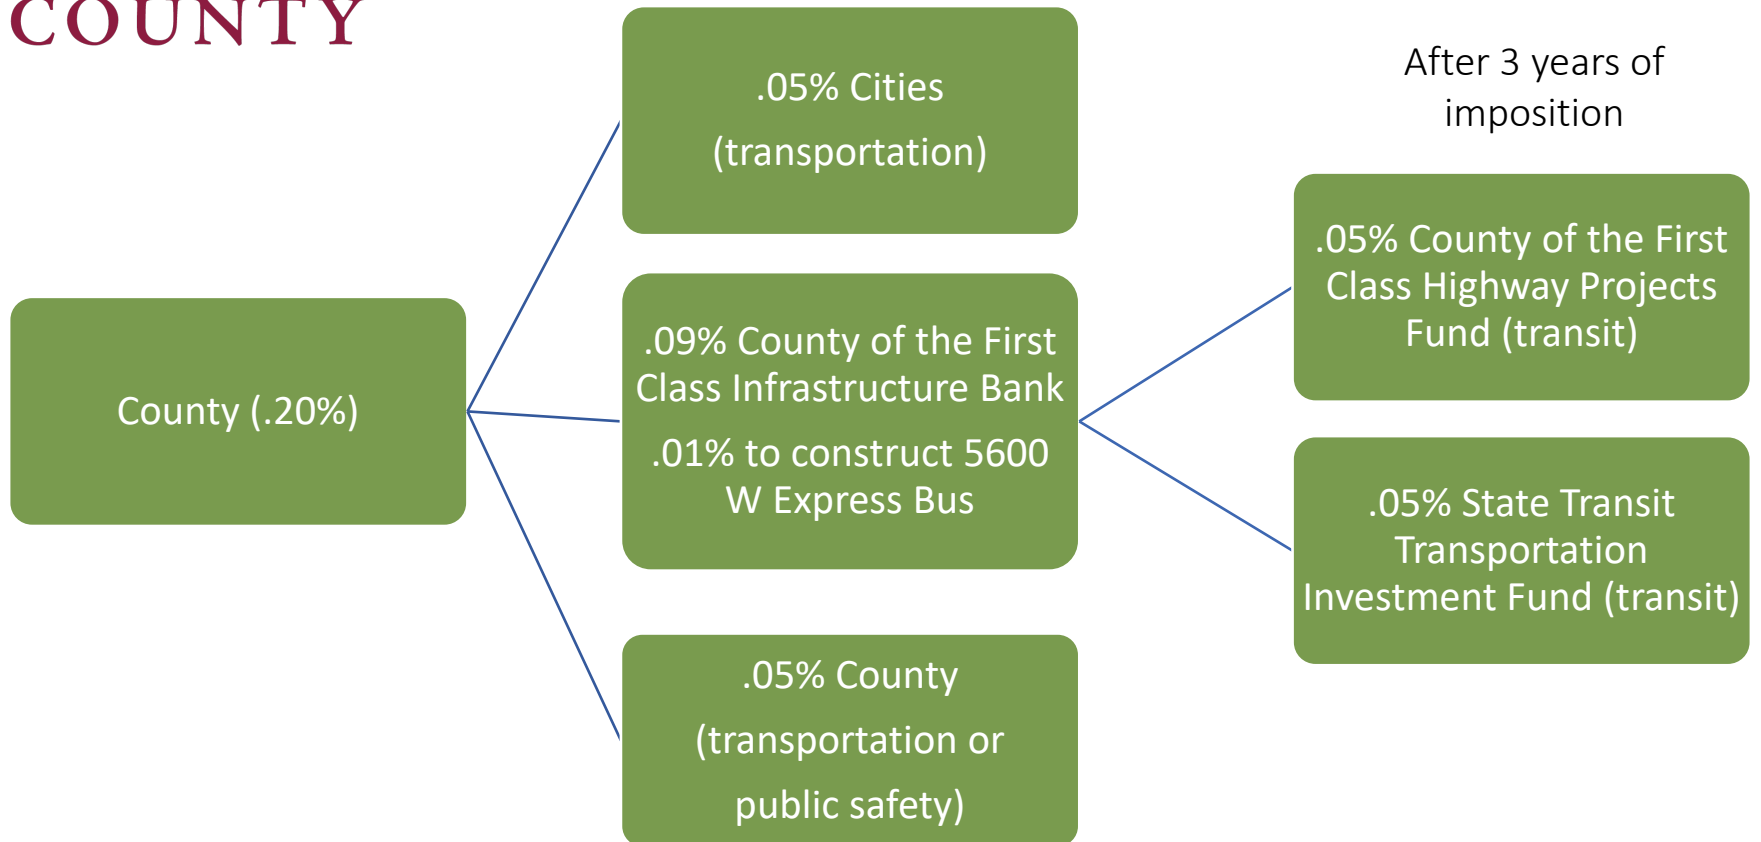 COUNTY
.05% Cities
(transportation)
After 3 years of
imposition
County (.20%)
.09% County of the First
Class Infrastructure Bank
.01% to construct 5600
W Express Bus
.05% County of the First
Class Highway Projects
Fund (transit)
.05% State Transit
Transportation
Investment Fund (transit)
.05% County
(transportation or
public safety)